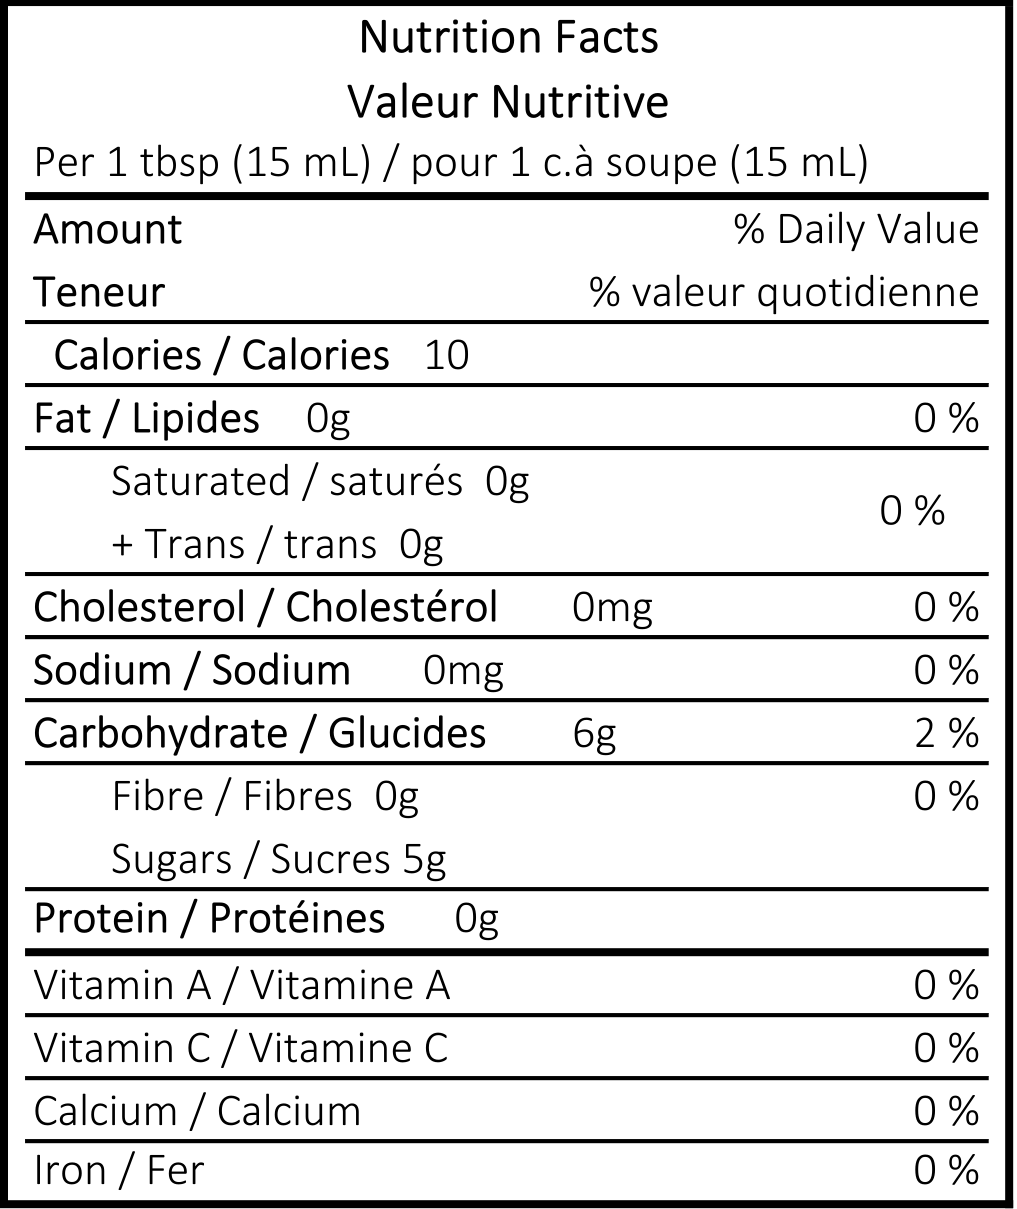 Nutrition Facts
Valeur Nutritive
Per 1 tbsp (15 mL) / pour 1 c.à soupe (15 mL)
Amount % Daily Value
Teneur % valeur quotidienne
Calories / Calories 10
Fat / Lipides 0g 0 %
Saturated / saturés 0g
0 %
+ Trans / trans 0g
Cholesterol / Cholestérol 0mg 0 %
Sodium / Sodium 0mg 0 %
Carbohydrate / Glucides 6g 2 %
Fibre / Fibres 0g 0 %
Sugars / Sucres 5g
Protein / Protéines 0g
Vitamin A / Vitamine A 0 %
Vitamin C / Vitamine C 0 %
Calcium / Calcium 0 %
Iron / Fer 0 %